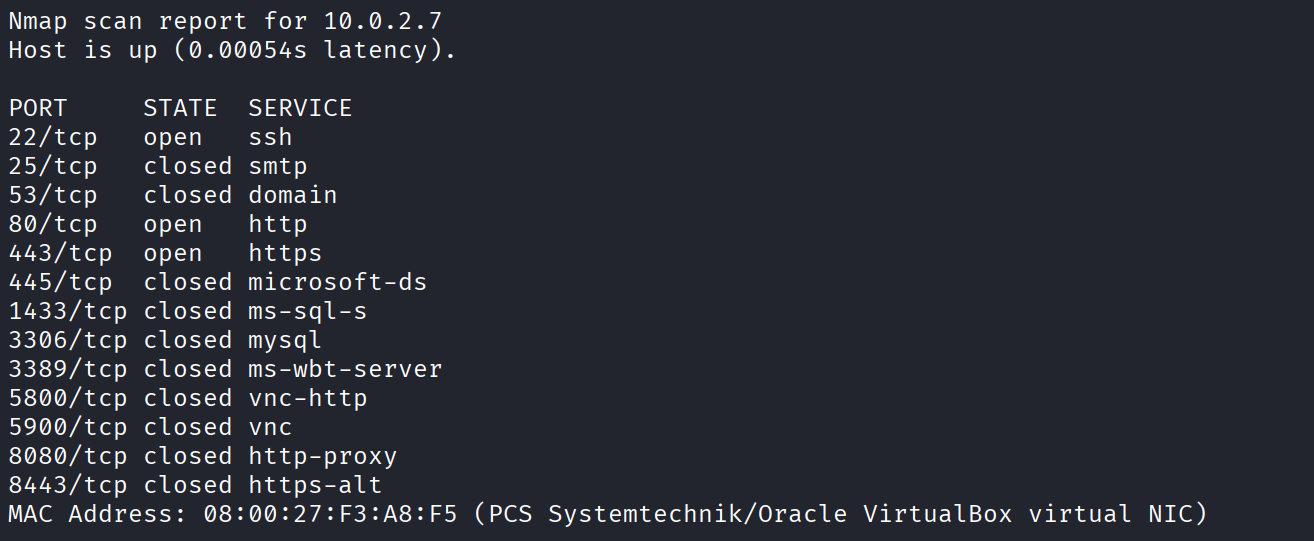 Nmap scan report for 10.0.2.7
Host is up (0.00054s latency).
PORT     STATE  SERVICE
22/tcp   open   ssh
25/tcp   closed smtp
53/tcp   closed domain
80/tcp   open   http
443/tcp  open   https
445/tcp  closed microsoft-ds
1433/tcp closed ms-sql-s
3306/tcp closed mysql
3389/tcp closed ms-wbt-server
5800/tcp closed vnc-http
5900/tcp closed vnc
8080/tcp closed http-proxy
8443/tcp closed https-alt
MAC Address: 08:00:27:F3:A8:F5 (PCS Systemtechnik/Oracle VirtualBox virtual NIC)